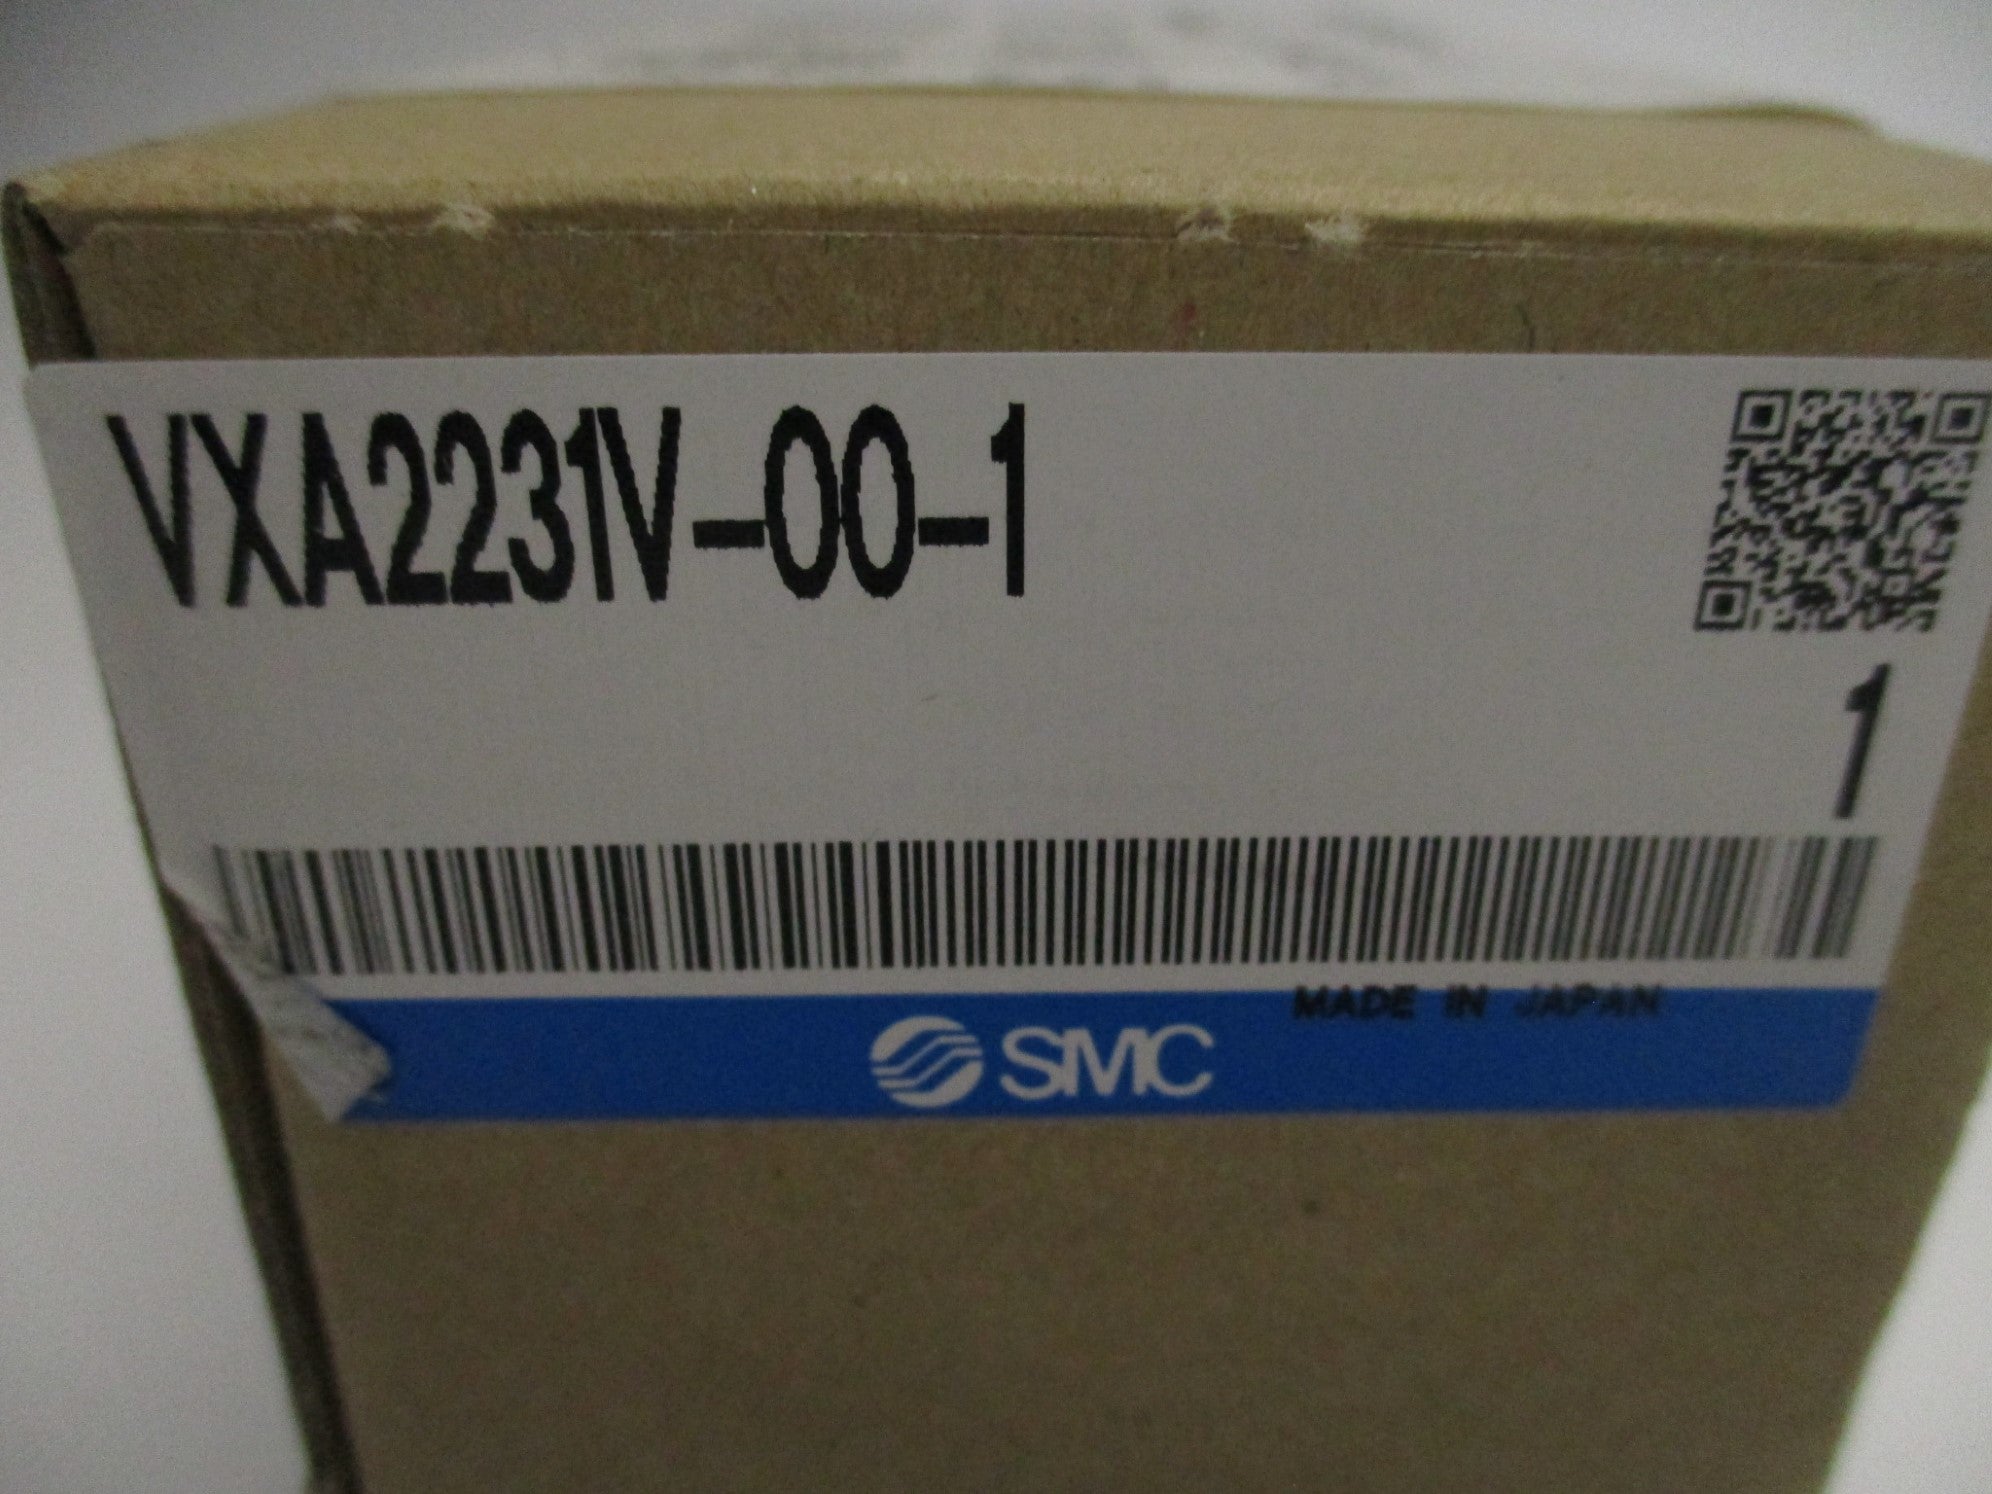 VXA2231V-00-1
1
MADE IN JAPAN
SMC